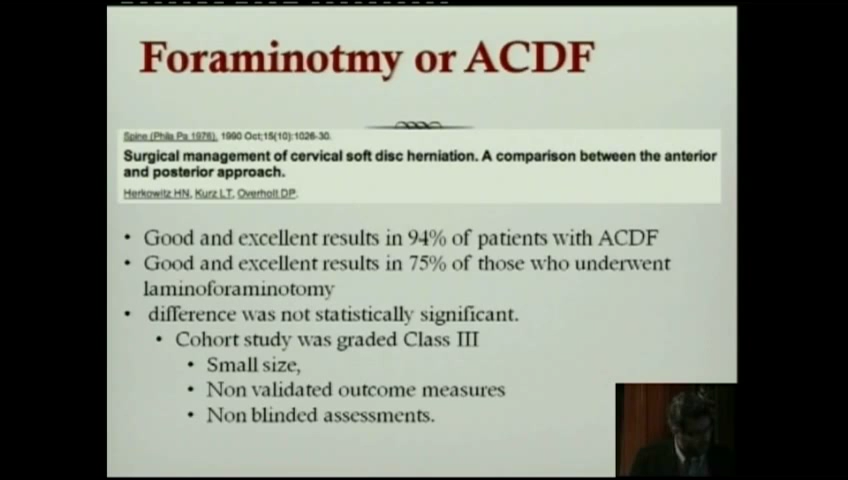 Foraminotmy or ACDF
Spine (Phila Pa 1976), 1990 Oct;15(10):1026-30.
Surgical management of cervical soft disc herniation. A comparison between the anterior
and posterior approach.
Herkowitz HN, Kurz LT, Overholt DP.
• Good and excellent results in 94% of patients with ACDF
• Good and excellent results in 75% of those who underwent
laminoforaminotomy
• difference was not statistically significant.
• Cohort study was graded Class III
• Small size,
• Non validated outcome measures
• Non blinded assessments.